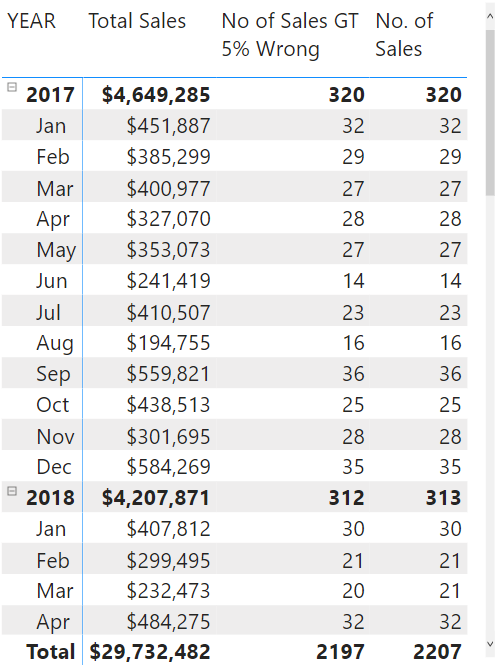 YEAR Total Sales No of Sales GT No. of
5% Wrong Sales
2017 $4,649,285 320 320
Jan $451,887 32 32
Feb $385,299 29 29
Mar $400,977 27 27
Apr $327,070 28 28
May $353,073 27 27
Jun $241,419 14 14
Jul $410,507 23 23
Aug $194,755 16 16
Sep $559,821 36 36
Oct $438,513 25 25
Nov $301,695 28 28
Dec $584,269 35 35
2018 $4,207,871 312 313
Jan $407,812 30 30
Feb $299,495 21 21
Mar $232,473 20 21
Apr $484,275 32 32
Total $29,732,482 2197 2207